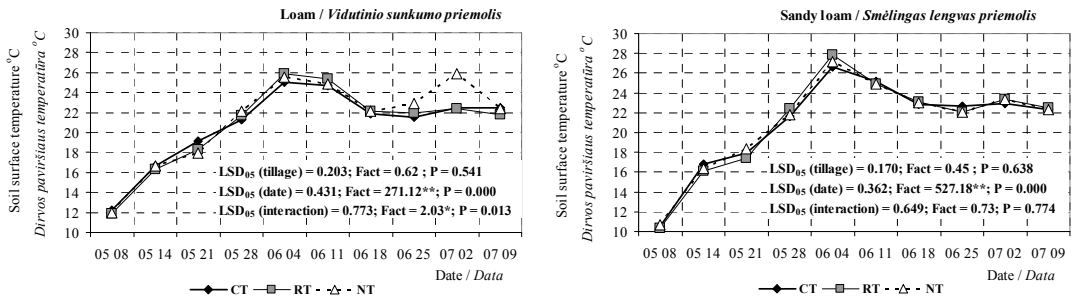 Loam / Vidutinio sunkumo priemolis
Soil surface temperature °C
Dirvos paviršiaus temperatūra °C
30
28
26
24
22
20
18
16
14
12
10
LSD05 (tillage) = 0.203; Fact = 0.62 ; P = 0.541
LSD05 (date) = 0.431; Fact = 271.12**; P = 0.000
LSD05 (interaction) = 0.773; Fact = 2.03*; P = 0.013
05 08 05 14 05 21 05 28 06 04 06 11 06 18 06 25 07 02 07 09
Date / Data
CT RT NT
Sandy loam / Smėlingas lengvas priemolis
Soil surface temperature °C
Dirvos paviršiaus temperatūra °C
30
28
26
24
22
20
18
16
14
12
10
LSD05 (tillage) = 0.170; Fact = 0.45 ; P = 0.638
LSD05 (date) = 0.362; Fact = 527.18**; P = 0.000
LSD05 (interaction) = 0.649; Fact = 0.73; P = 0.774
05 08 05 14 05 21 05 28 06 04 06 11 06 18 06 25 07 02 07 09
Date / Data
CT RT NT